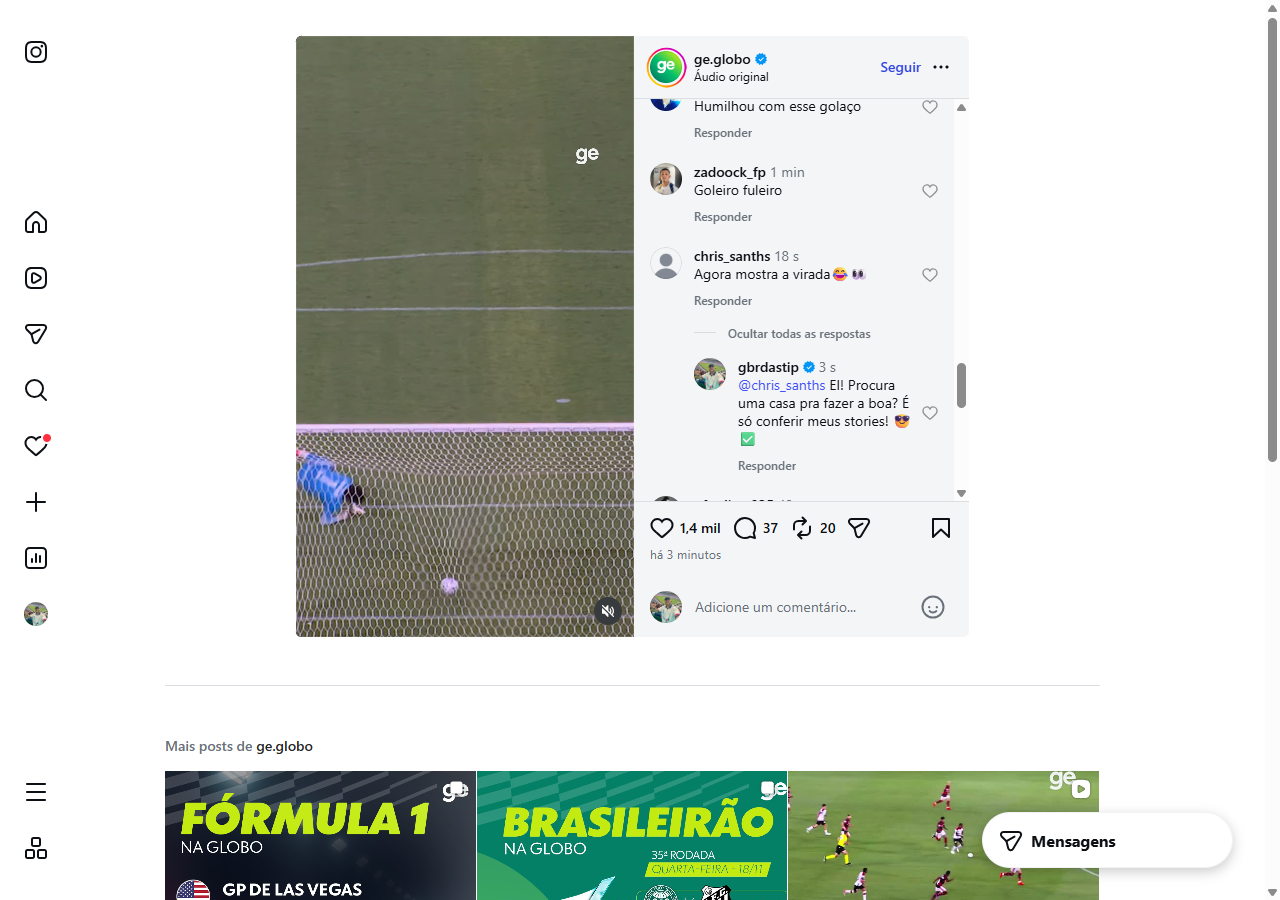 ge
ge
ge.globo
Áudio original
Seguir
Humilhou com esse golaço
Responder
zadoock_fp 1 min
Goleiro fuleiro
Responder
chris_sanths 18 s
Agora mostra a virada😂👀
Responder
Ocultar todas as respostas
gbrdastip 3 s
@chris_sanths EI! Procura
uma casa pra fazer a boa? É
só conferir meus stories! 😎
✅
Responder
1,4 mil
37
20
há 3 minutos
Adicione um comentário...
Mais posts de ge.globo
ge
FÓRMULA 1
NA GLOBO
GP DE LAS VEGAS
ge
BRASILEIRÃO
NA GLOBO
35ª RODADA
QUARTA-FEIRA - 18/11
ge
Mensagens